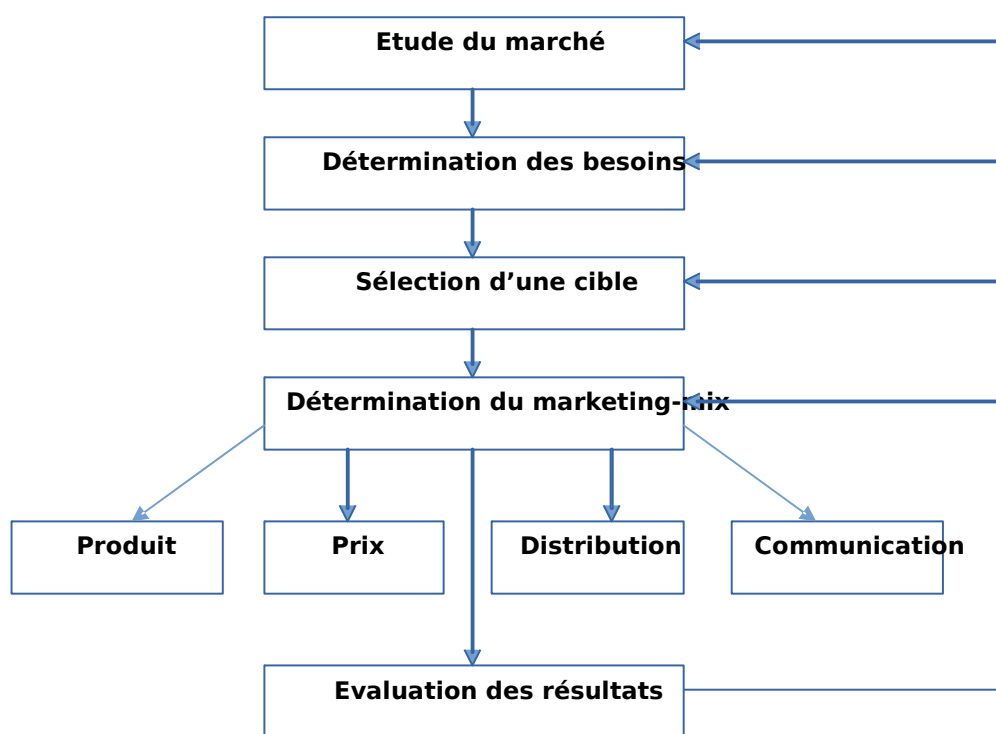 Etude du marché
Détermination des besoins
Sélection d’une cible
Détermination du marketing-mix
Produit
Prix
Distribution
Communication
Evaluation des résultats